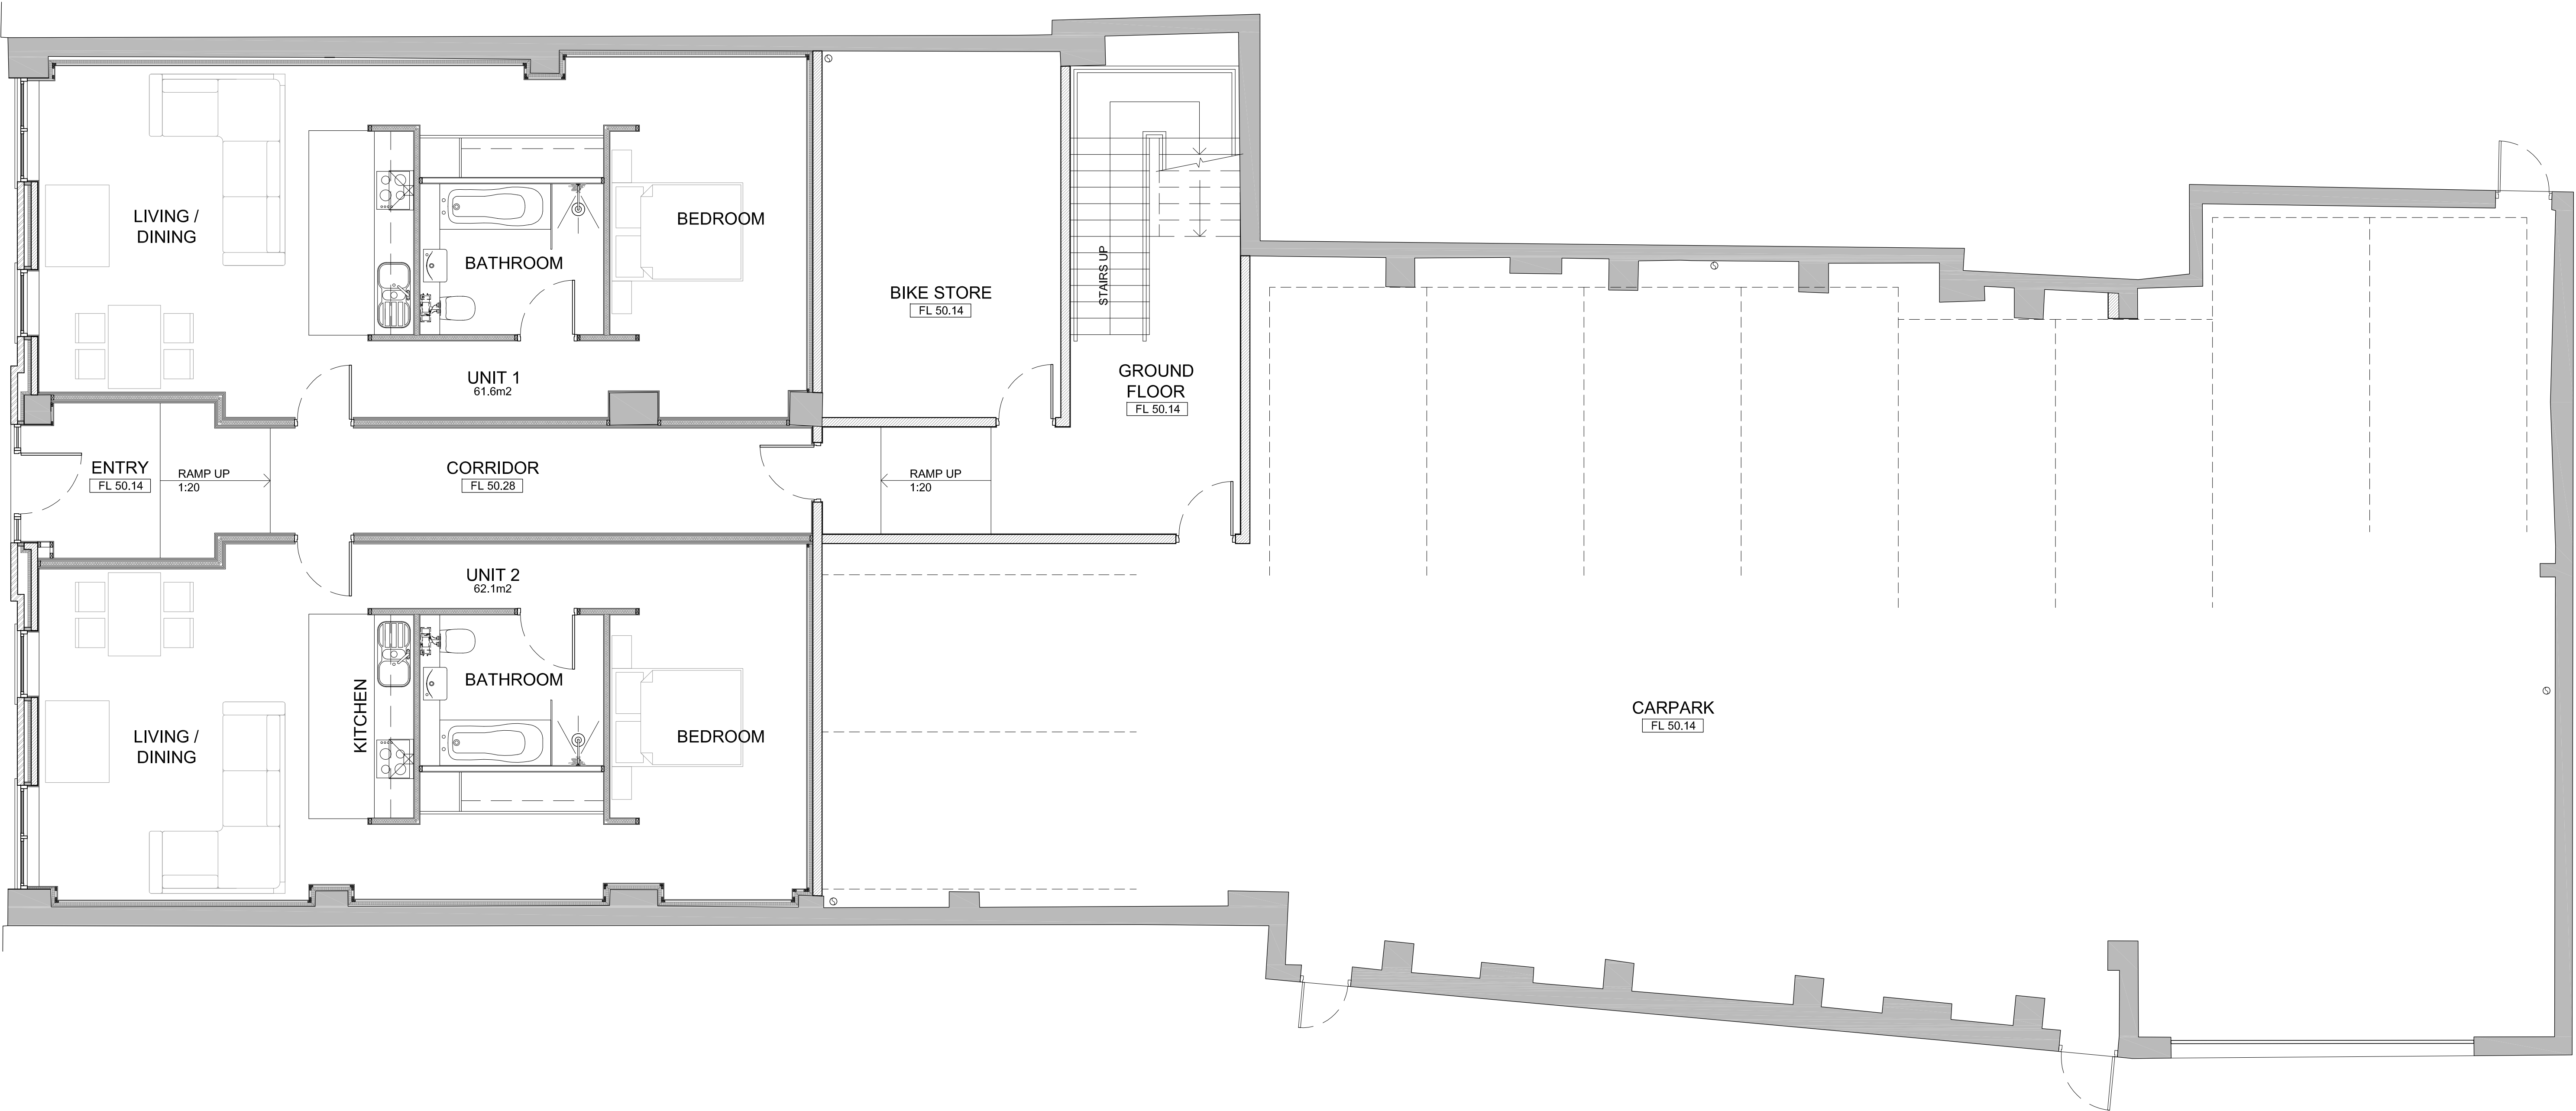 LIVING /
DINING
BATHROOM
BEDROOM
UNIT 1
61.6m2
BIKE STORE
FL 50.14
STAIRS UP
GROUND
FLOOR
FL 50.14
ENTRY
FL 50.14
RAMP UP
1:20
CORRIDOR
FL 50.28
RAMP UP
1:20
UNIT 2
62.1m2
KITCHEN
BATHROOM
LIVING /
DINING
BEDROOM
CARPARK
FL 50.14